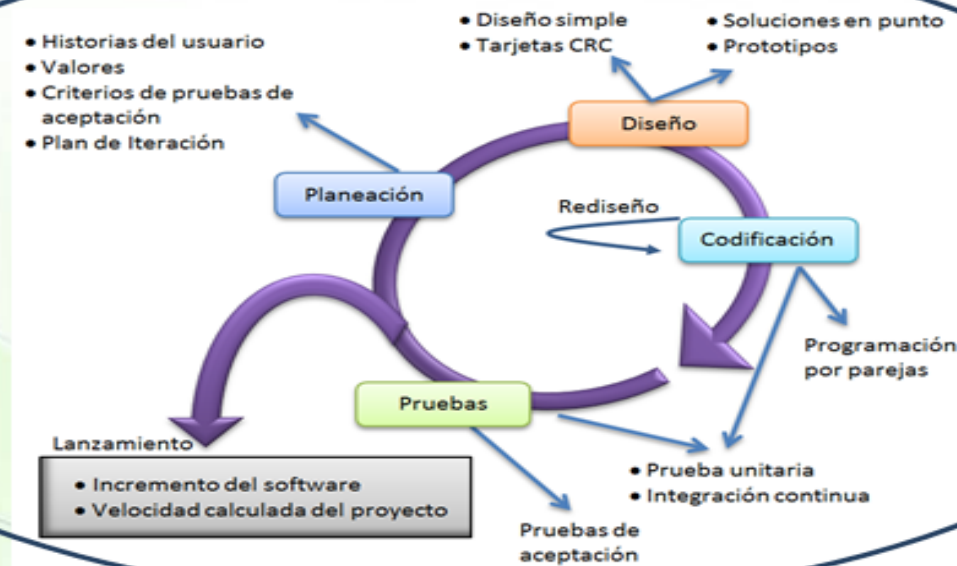 • Historias del usuario
• Valores
• Criterios de pruebas de
aceptación
• Plan de Iteración
• Diseño simple
• Tarjetas CRC
• Soluciones en punto
• Prototipos
Diseño
Planeación
Rediseño
Codificación
Programación
por parejas
Pruebas
Lanzamiento
• Incremento del software
• Velocidad calculada del proyecto
• Prueba unitaria
• Integración continua
Pruebas de
aceptación